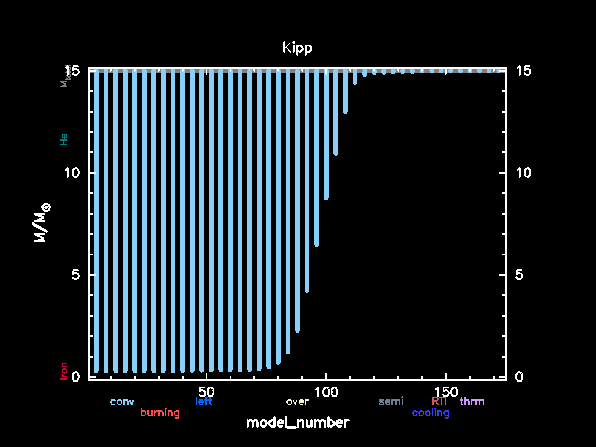 Kipp
15 15
He
10 10
M/M☉
5 5
Iron
0 0
50 100 150
conv left over semi RTI thrm
burning cooling
model_number